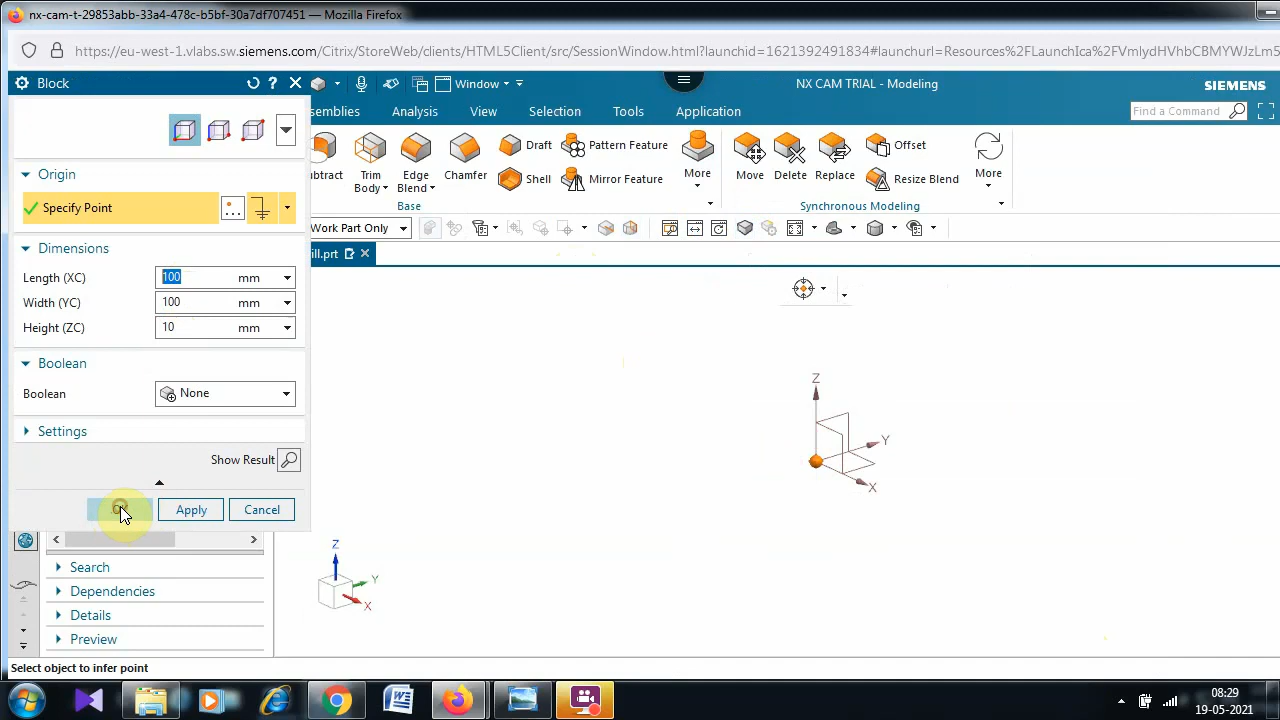 nx-cam-t-29853abb-33a4-478c-b5bf-30a7df707451 — Mozilla Firefox
https://eu-west-1.vlabs.sw.siemens.com/Citrix/StoreWeb/clients/HTML5Client/src/SessionWindow.html?launchid=1621392491834#launchurl=Resources%2FLaunchIca%2FVmlydHVhbCBMYWJzLm5
Block
Window
NX CAM TRIAL - Modeling
SIEMENS
semblies Analysis View Selection Tools Application
Find a Command
ubtract
Trim Body
Edge Blend
Chamfer
Draft
Shell
Pattern Feature
Mirror Feature
More
Base
Move
Delete
Replace
Offset
Resize Blend
More
Synchronous Modeling
Work Part Only
ill.prt
Origin
Specify Point
Dimensions
Length (XC) 100 mm
Width (YC) 100 mm
Height (ZC) 10 mm
Boolean
Boolean None
Settings
Show Result
Apply Cancel
Z
Y
X
Z
Y
X
Search
Dependencies
Details
Preview
Select object to infer point
08:29
19-05-2021